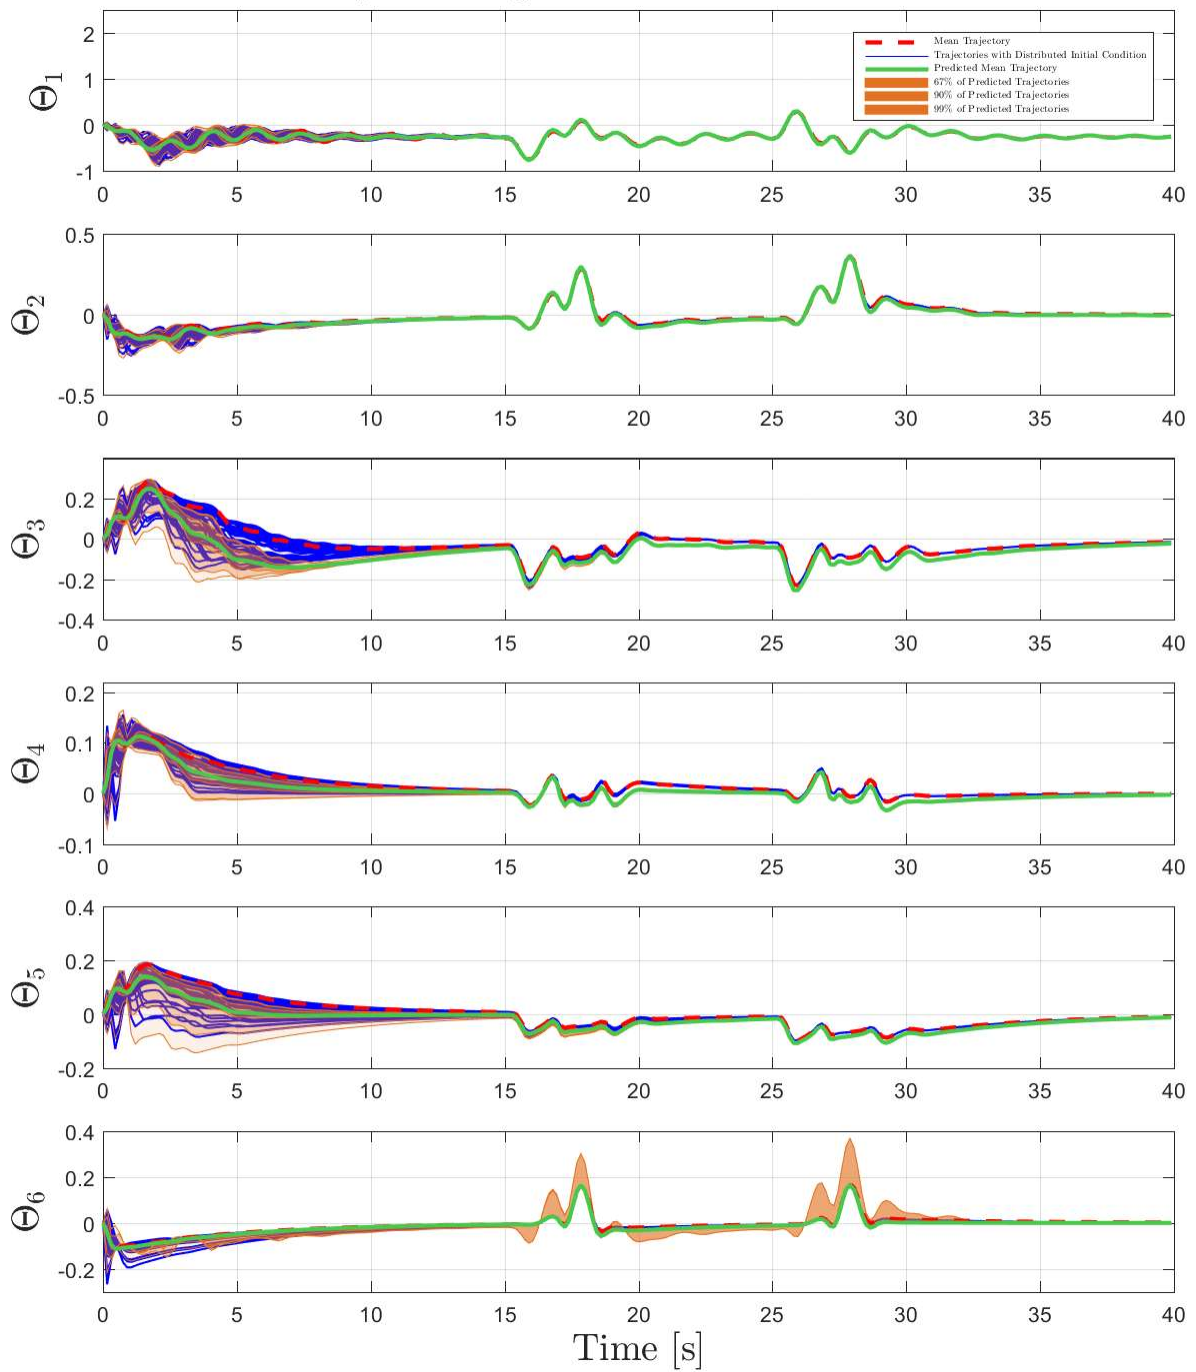 2
1
0
-1
Θ1
Mean Trajectory
Trajectories with Distributed Initial Condition
Predicted Mean Trajectory
67% of Predicted Trajectories
90% of Predicted Trajectories
99% of Predicted Trajectories
0 5 10 15 20 25 30 35 40
0.5
0
-0.5
Θ2
0 5 10 15 20 25 30 35 40
0.2
0
-0.2
-0.4
Θ3
0 5 10 15 20 25 30 35 40
0.2
0.1
0
-0.1
Θ4
0 5 10 15 20 25 30 35 40
0.4
0.2
0
-0.2
Θ5
0 5 10 15 20 25 30 35 40
0.4
0.2
0
-0.2
Θ6
0 5 10 15 20 25 30 35 40
Time [s]